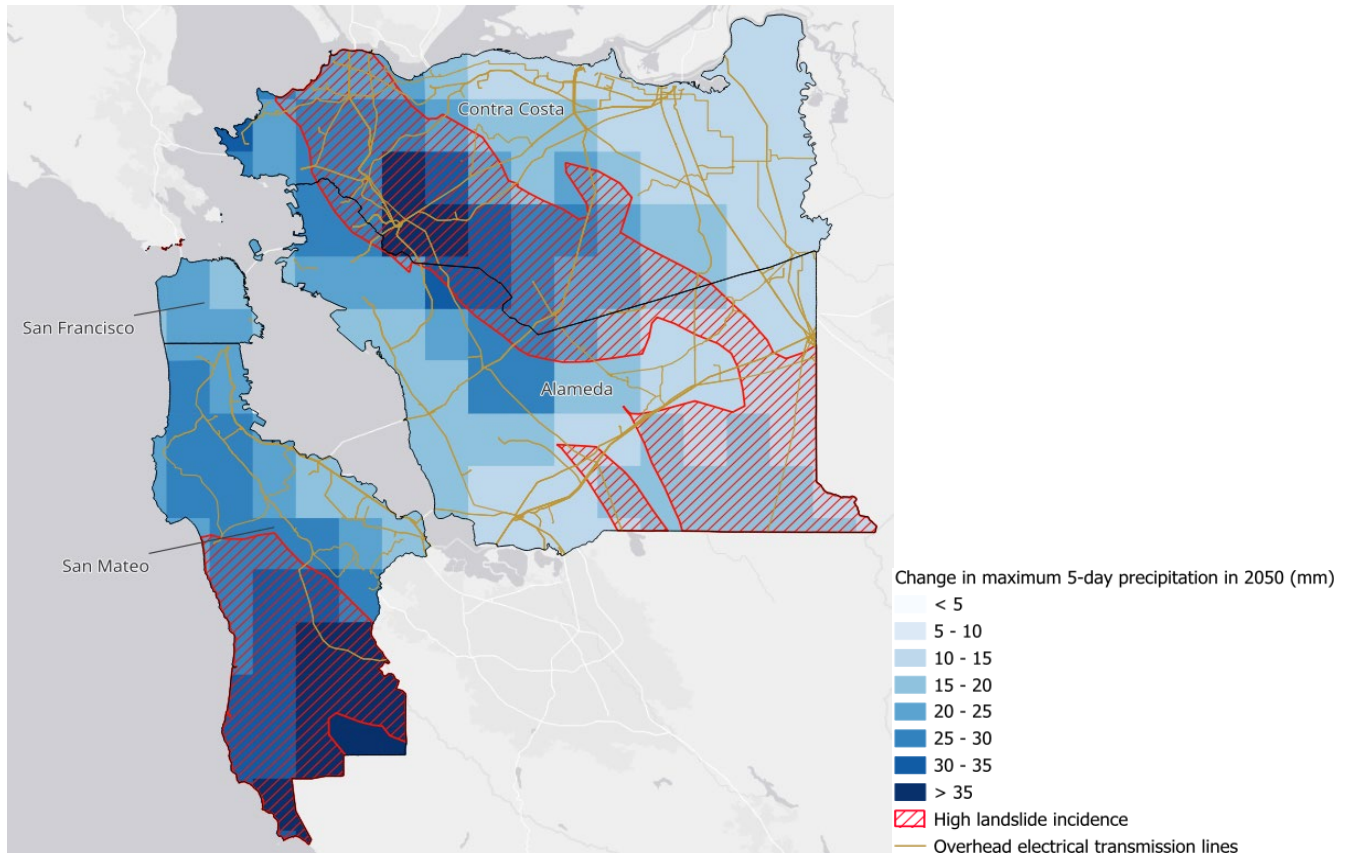 Contra Costa
San Francisco
Alameda
San Mateo
Change in maximum 5-day precipitation in 2050 (mm)
< 5
5 - 10
10 - 15
15 - 20
20 - 25
25 - 30
30 - 35
> 35
High landslide incidence
Overhead electrical transmission lines